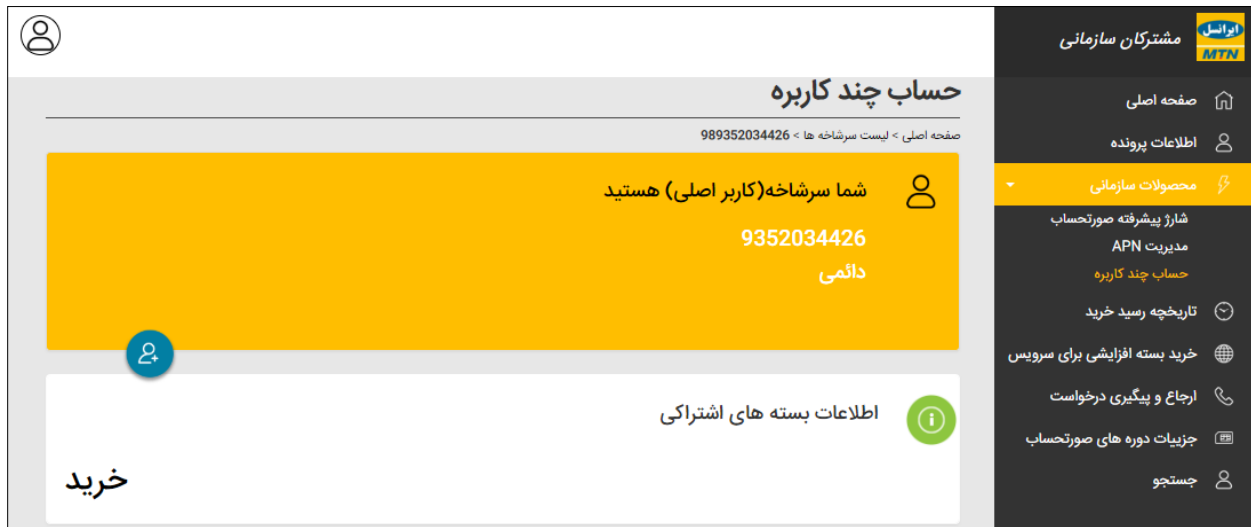 ایرانسل
MTN
مشترکان سازمانی
صفحه اصلی
اطلاعات پرونده
محصولات سازمانی
شارژ پیشرفته صورتحساب
مدیریت APN
حساب چند کاربره
تاریخچه رسید خرید
خرید بسته افزایشی برای سرویس
ارجاع و پیگیری درخواست
جزییات دوره های صورتحساب
جستجو
حساب چند کاربره
صفحه اصلی > لیست سرشاخه ها > 989352034426
شما سرشاخه(کاربر اصلی) هستید
9352034426
دائمی
اطلاعات بسته های اشتراکی
خرید